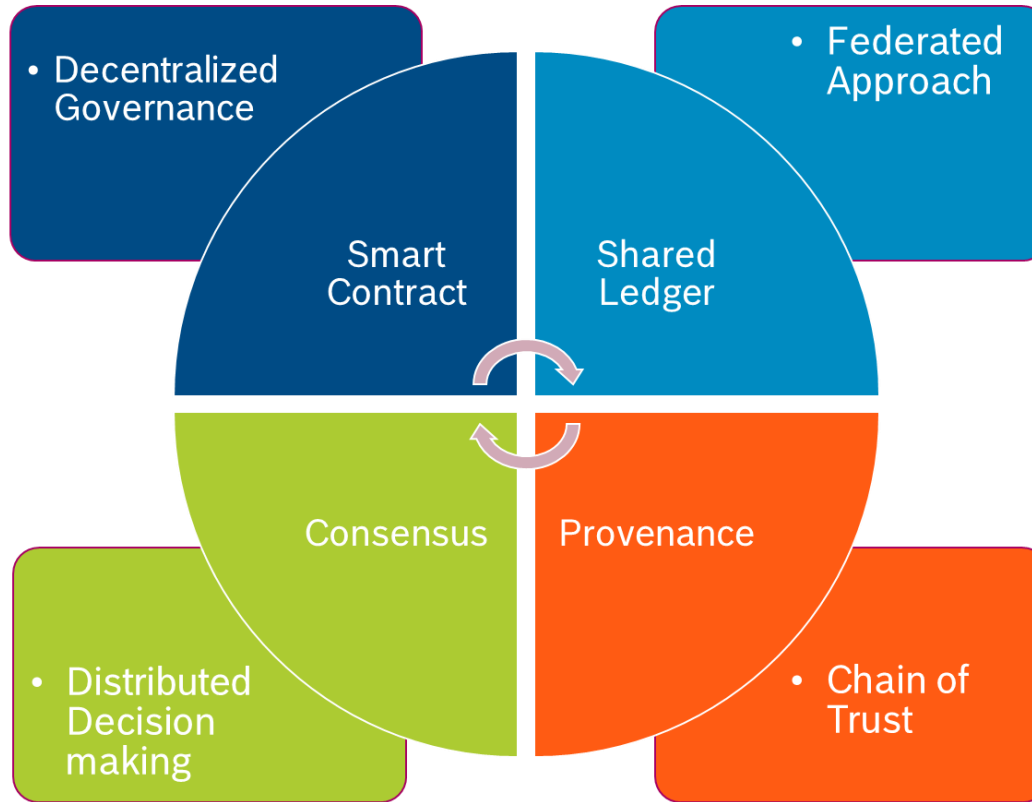 • Decentralized
Governance
• Federated
Approach
Smart
Contract
Shared
Ledger
Consensus
Provenance
• Distributed
Decision
making
• Chain of
Trust